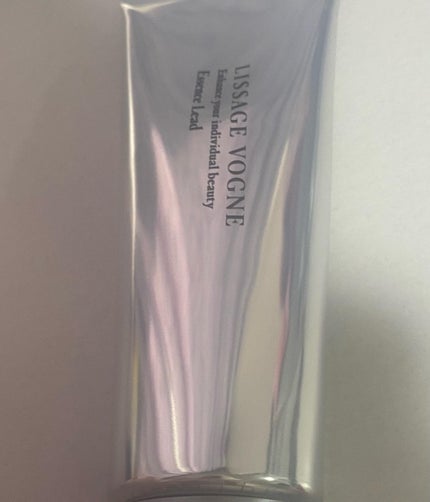 LISSAGE VOGNE
Enhance your individual beauty
Essence Lead